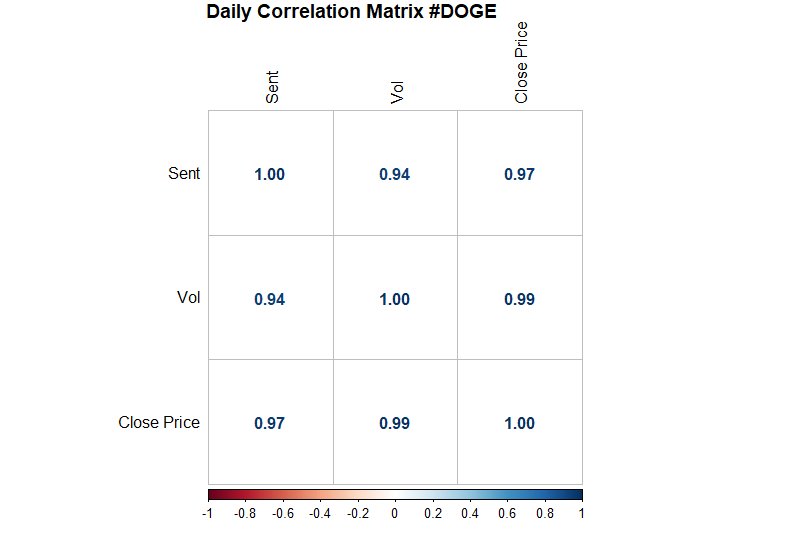 Daily Correlation Matrix #DOGE
Sent Vol Close Price
Sent 1.00 0.94 0.97
Vol 0.94 1.00 0.99
Close Price 0.97 0.99 1.00
-1 -0.8 -0.6 -0.4 -0.2 0 0.2 0.4 0.6 0.8 1